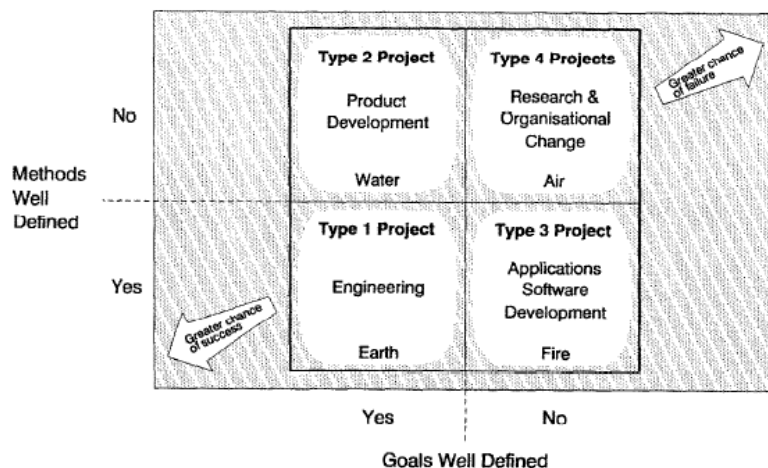 Type 2 Project
Product
Development
Water
Type 4 Projects
Research &
Organisational
Change
Air
Greater chance
of failure
No
Methods
Well
Defined
Yes
Type 1 Project
Engineering
Earth
Type 3 Project
Applications
Software
Development
Fire
Greater chance
of success
Yes
No
Goals Well Defined